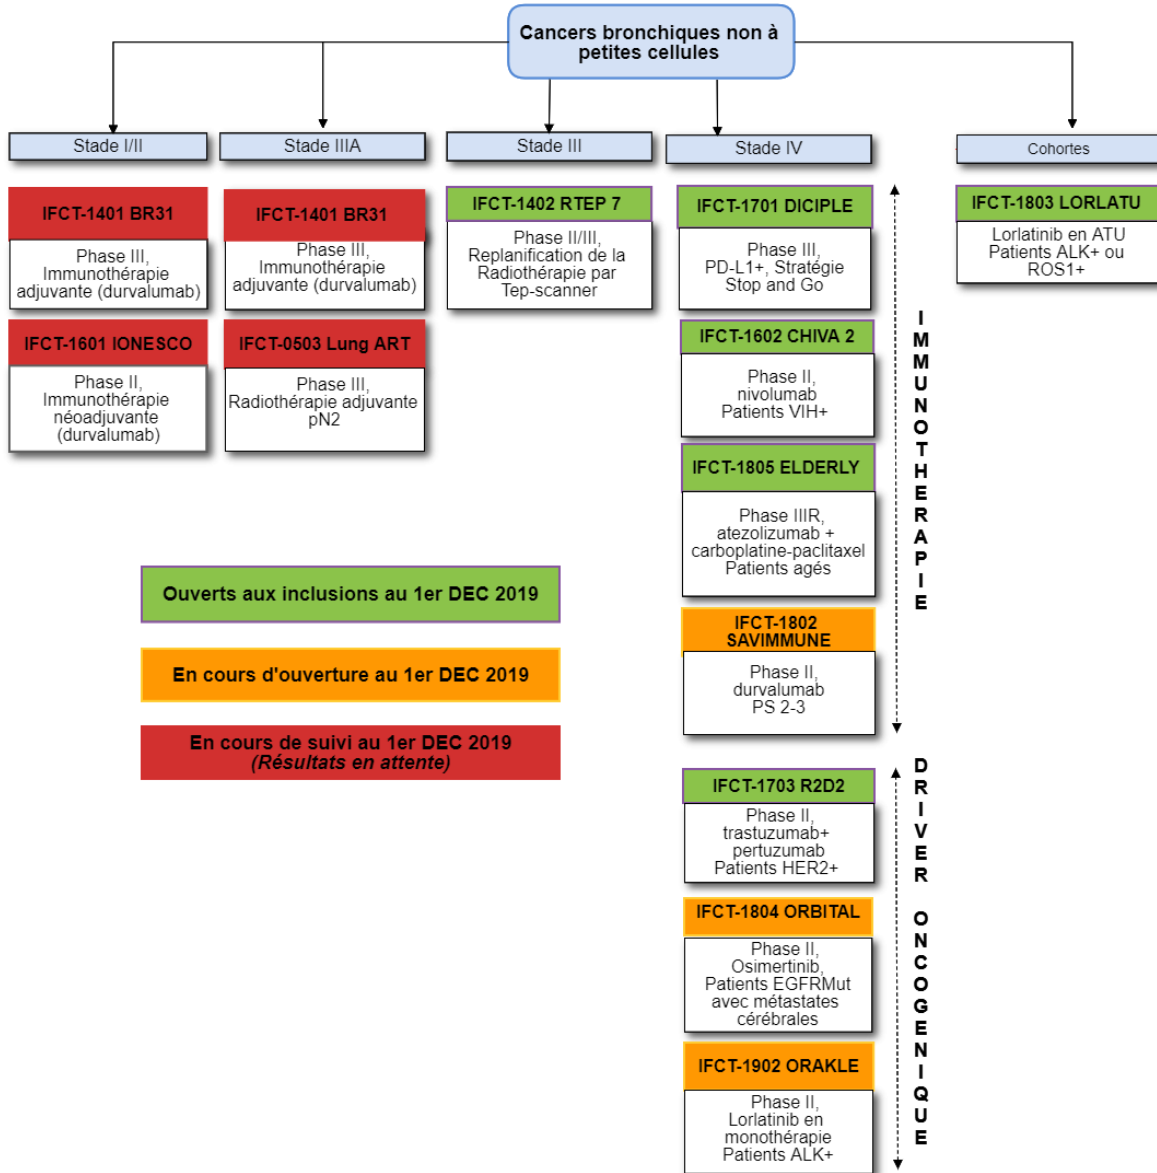 Cancers bronchiques non à
petites cellules
Stade I/II
IFCT-1401 BR31
Phase III,
Immunothérapie
adjuvante (durvalumab)
IFCT-1601 IONESCO
Phase II,
Immunothérapie
néoadjuvante
(durvalumab)
Stade IIIA
IFCT-1401 BR31
Phase III,
Immunothérapie
adjuvante (durvalumab)
IFCT-0503 Lung ART
Phase III,
Radiothérapie adjuvante
pN2
Stade III
IFCT-1402 RTEP 7
Phase II/III,
Replanification de la
Radiothérapie par
Tep-scanner
Stade IV
IFCT-1701 DICIPLE
Phase III,
PD-L1+, Stratégie
Stop and Go
IFCT-1602 CHIVA 2
Phase II,
nivolumab
Patients VIH+
IFCT-1805 ELDERLY
Phase IIIR,
atezolizumab +
carboplatine-paclitaxel
Patients agés
IFCT-1802
SAVIMMUNE
Phase II,
durvalumab
PS 2-3
IMMUNOTHERAPIE
IFCT-1703 R2D2
Phase II,
trastuzumab+
pertuzumab
Patients HER2+
IFCT-1804 ORBITAL
Phase II,
Osimertinib,
Patients EGFRMut
avec métastates
cérébrales
IFCT-1902 ORAKLE
Phase II,
Lorlatinib en
monothérapie
Patients ALK+
DRIVER ONCOGENIQUE
Cohortes
IFCT-1803 LORLATU
Lorlatinib en ATU
Patients ALK+ ou
ROS1+
Ouverts aux inclusions au 1er DEC 2019
En cours d'ouverture au 1er DEC 2019
En cours de suivi au 1er DEC 2019
(Résultats en attente)